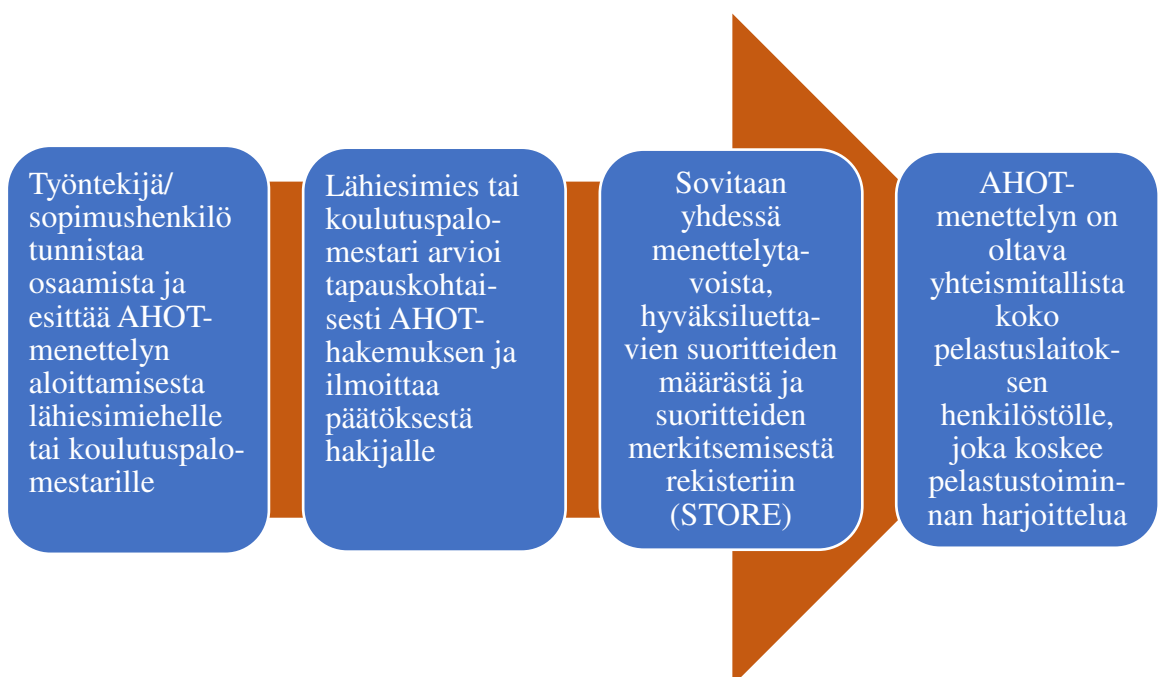 Työntekijä/
sopimushenkilö
tunnistaa
osaamista ja
esittää AHOT-
menettelyn
aloittamisesta
lähiesimiehelle
tai koulutuspalo-
mestarille
Lähiesimies tai
koulutuspalo-
mestari arvioi
tapauskohtai-
sesti AHOT-
hakemuksen ja
ilmoittaa
päätöksestä
hakijalle
Sovitaan
yhdessä
menettelyta-
voista,
hyväksiluetta-
vien suoritteiden
määrästä ja
suoritteiden
merkitsemisestä
rekisteriin
(STORE)
AHOT-
menettelyn on
oltava
yhteismitallista
koko
pelastuslaitok-
sen
henkilöstölle,
joka koskee
pelastustoimin-
nan harjoittelua